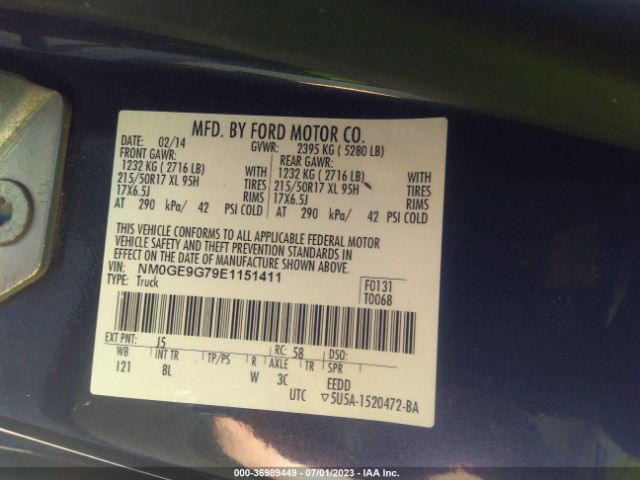 MFD. BY FORD MOTOR CO.
DATE: 02/14 GVWR: 2395 KG ( 5280 LB)
FRONT GAWR: REAR GAWR:
1232 KG ( 2716 LB) WITH 1232 KG ( 2716 LB) WITH
215/50R17 XL 95H TIRES 215/50R17 XL 95H TIRES
17X6.5J RIMS 17X6.5J RIMS
AT 290 kPa/ 42 PSI COLD AT 290 kPa/ 42 PSI COLD
THIS VEHICLE CONFORMS TO ALL APPLICABLE FEDERAL MOTOR
VEHICLE SAFETY AND THEFT PREVENTION STANDARDS IN
EFFECT ON THE DATE OF MANUFACTURE SHOWN ABOVE.
VIN: NM0GE9G79E1151411
TYPE: Truck
F0131
T0068
EXT PNT: J5 RC: 58 DSO:
WB INT TR TP/PS R AXLE TR SPR
121 BL W 3C EEDD
UTC ▽5U5A-1520472-BA
000-36989449 - 07/01/2023 - IAA Inc.